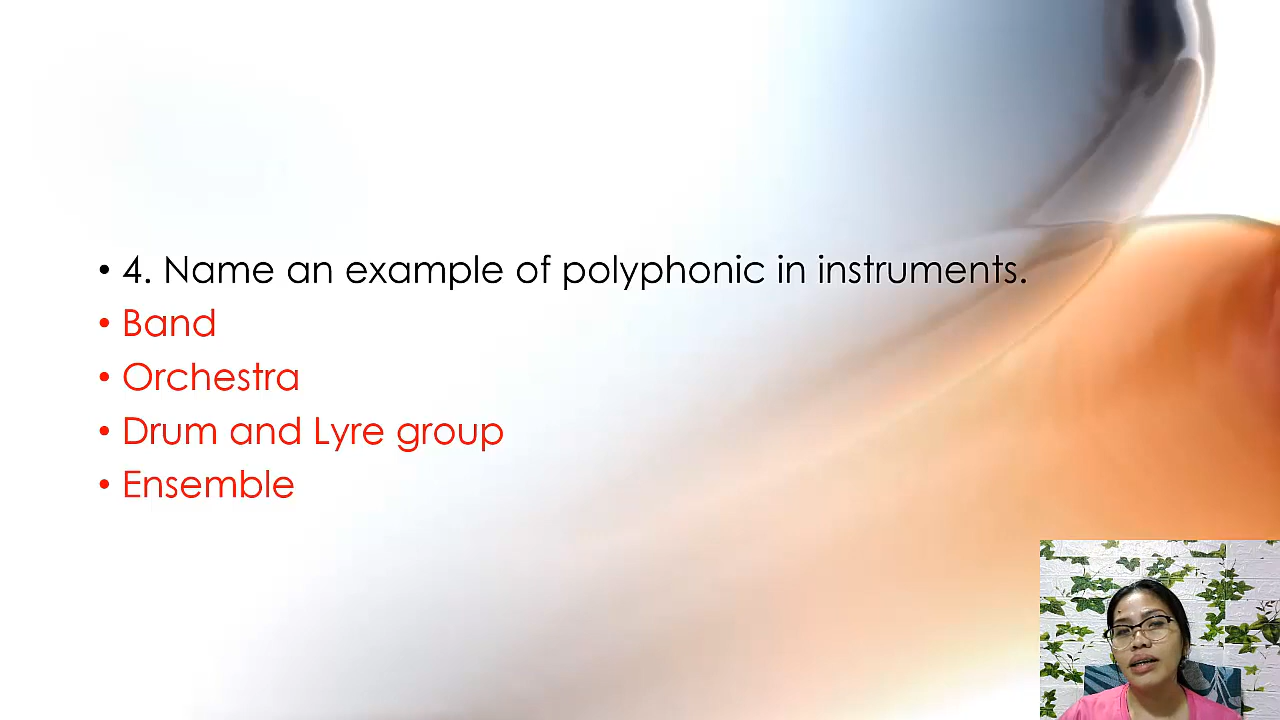 • 4. Name an example of polyphonic in instruments.
• Band
• Orchestra
• Drum and Lyre group
• Ensemble